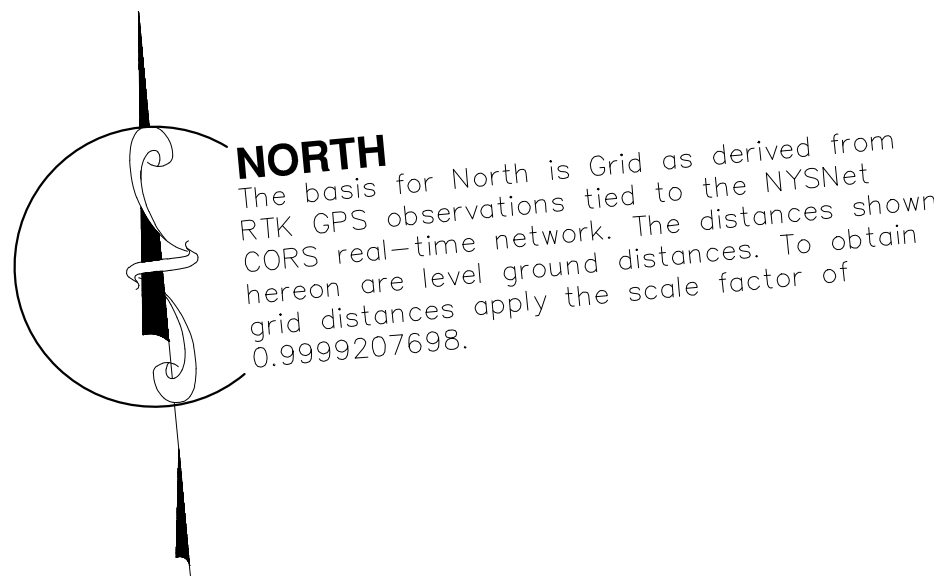 NORTH
The basis for North is Grid as derived from
RTK GPS observations tied to the NYSNet
CORS real-time network. The distances shown
hereon are level ground distances. To obtain
grid distances apply the scale factor of
0.9999207698.